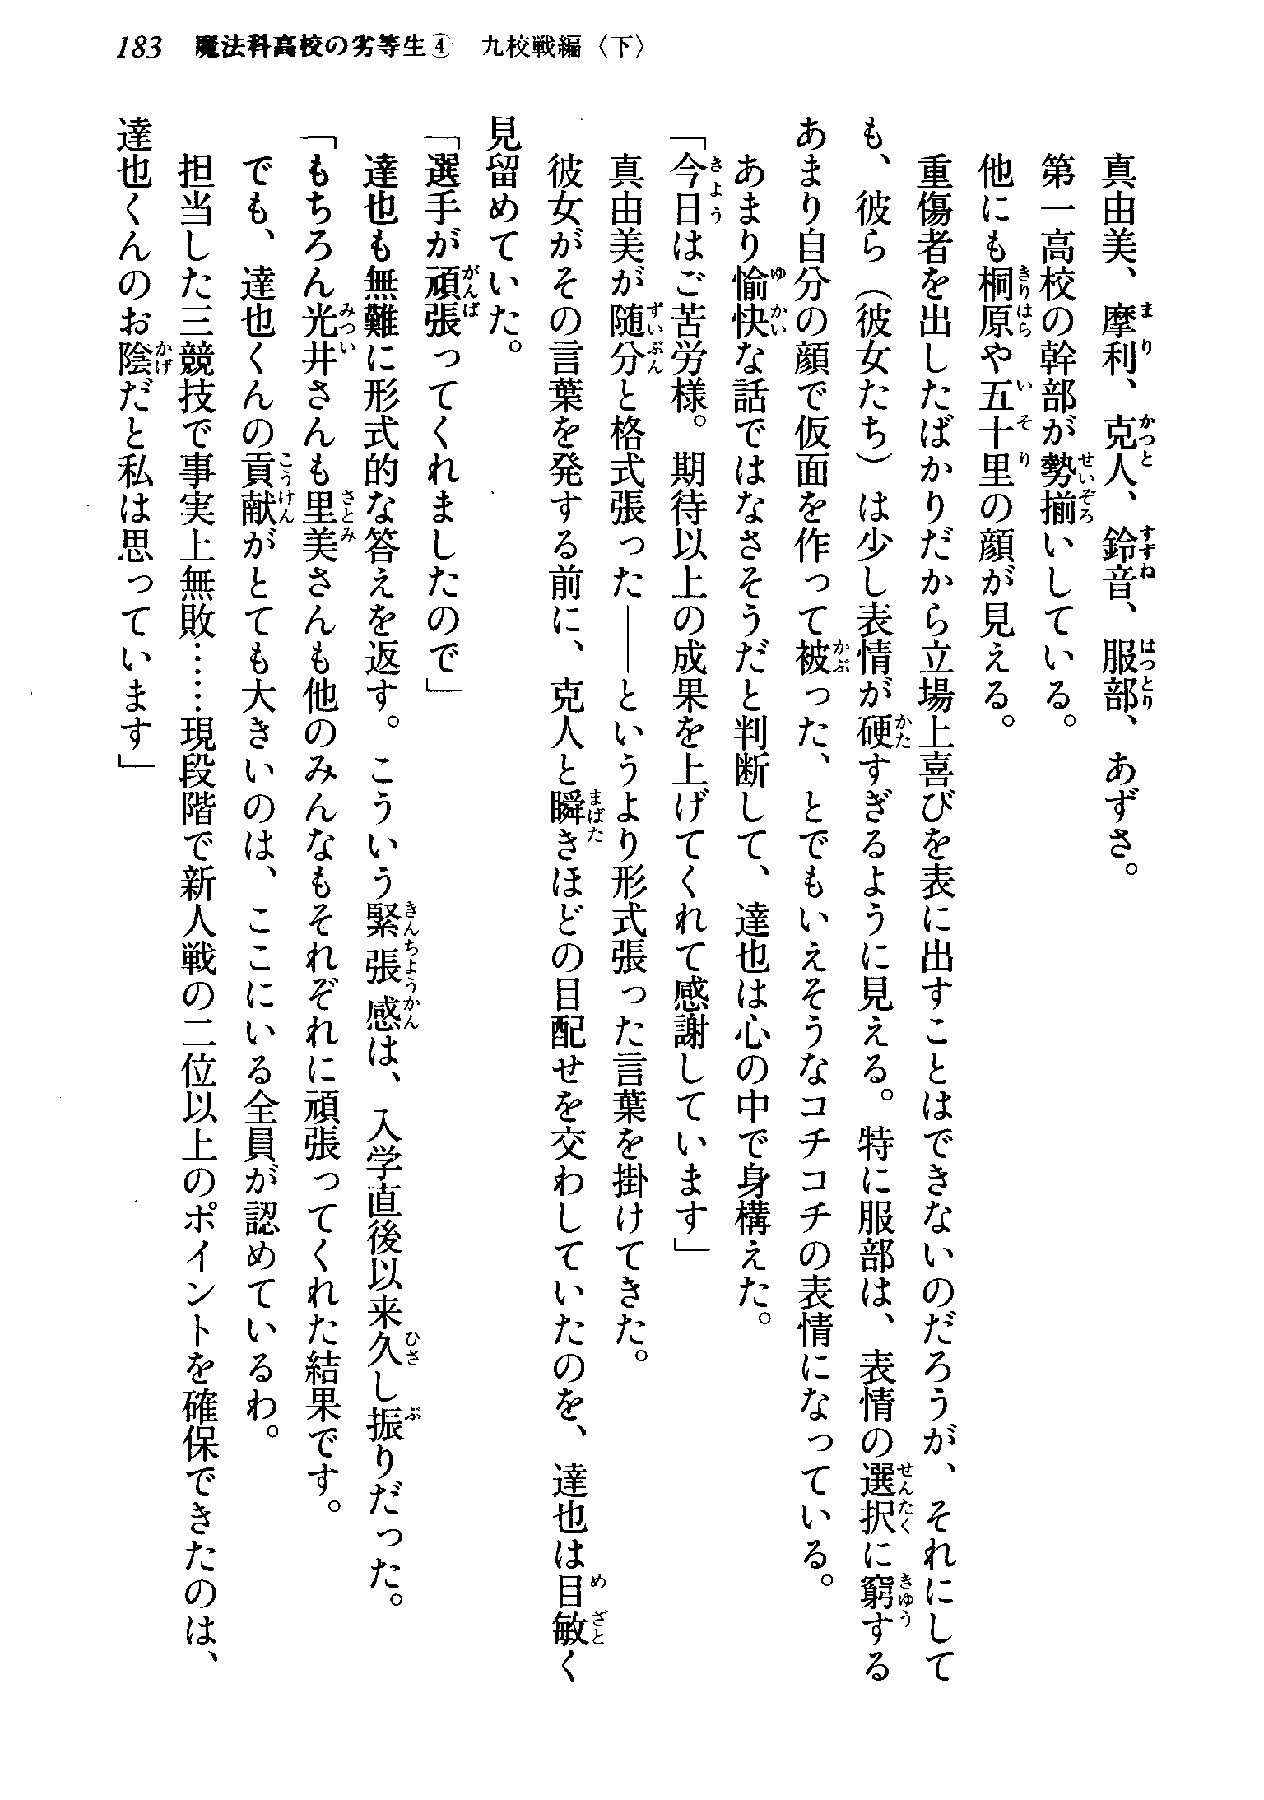 183 魔法科高校の劣等生④ 九校戦編〈下〉
真由美、摩利、克人、鈴音、服部、あずさ。
第一高校の幹部が勢揃いしている。
他にも桐原や五十里の顔が見える。
重傷者を出したばかりだから立場上喜びを表に出すことはできないのだろうが、それにして
も、彼ら（彼女たち）は少し表情が硬すぎるように見える。特に服部は、表情の選択に窮する
あまり自分の顔で仮面を作って被った、とでもいえそうなコチコチの表情になっている。
あまり愉快な話ではなさそうだと判断して、達也は心の中で身構えた。
「今日はご苦労様。期待以上の成果を上げてくれて感謝しています」
真由美が随分と格式張った――というより形式張った言葉を掛けてきた。
彼女がその言葉を発する前に、克人と瞬きほどの目配せを交わしていたのを、達也は目敏く
見留めていた。
「選手が頑張ってくれましたので」
達也も無難に形式的な答えを返す。こういう緊張感は、入学直後以来久し振りだった。
「もちろん光井さんも里美さんも他のみんなもそれぞれに頑張ってくれた結果です。
でも、達也くんの貢献がとても大きいのは、ここにいる全員が認めているわ。
担当した三競技で事実上無敗……現段階で新人戦の二位以上のポイントを確保できたのは、
達也くんのお陰だと私は思っています」